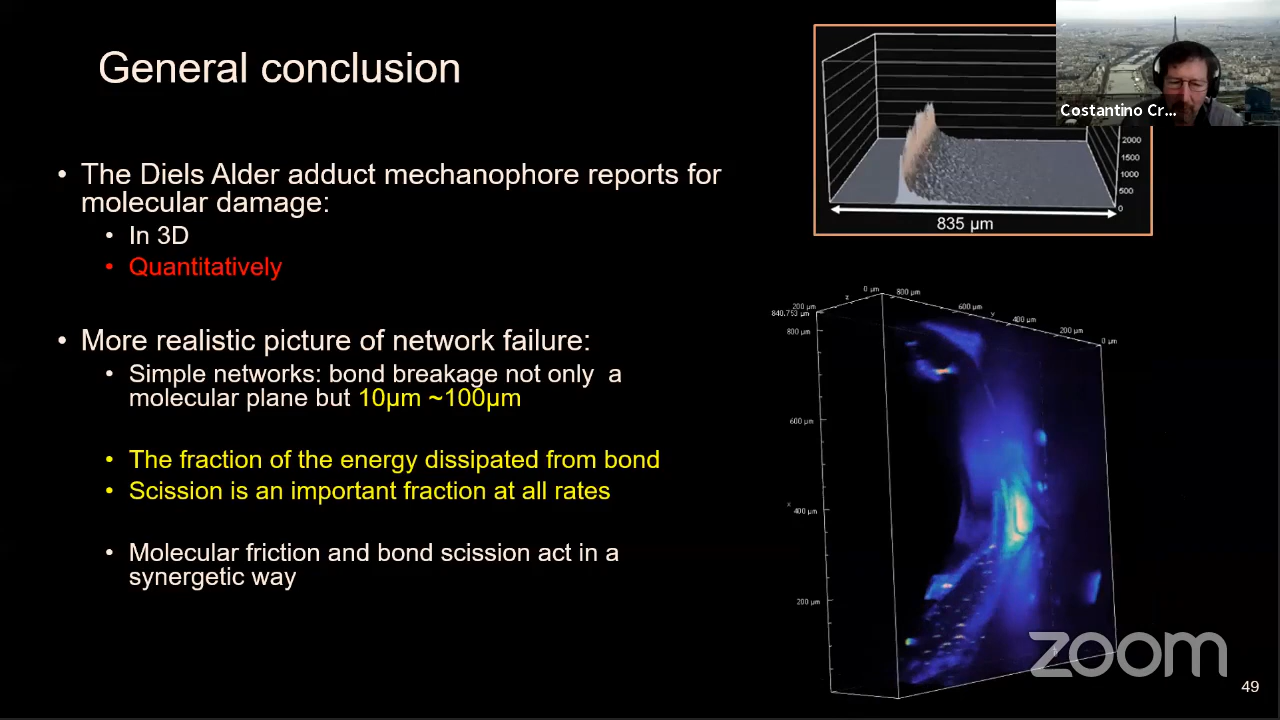 General conclusion
Costantino Cr...
2000
1500
1000
500
0
835 µm
• The Diels Alder adduct mechanophore reports for
molecular damage:
• In 3D
• Quantitatively
• More realistic picture of network failure:
• Simple networks: bond breakage not only a
molecular plane but 10µm ~100µm
• The fraction of the energy dissipated from bond
• Scission is an important fraction at all rates
• Molecular friction and bond scission act in a
synergetic way
0 µm
800 µm
200 µm
z
600 µm
840.753 µm
y
400 µm
800 µm
200 µm
0 µm
600 µm
x
400 µm
200 µm
zoom
49